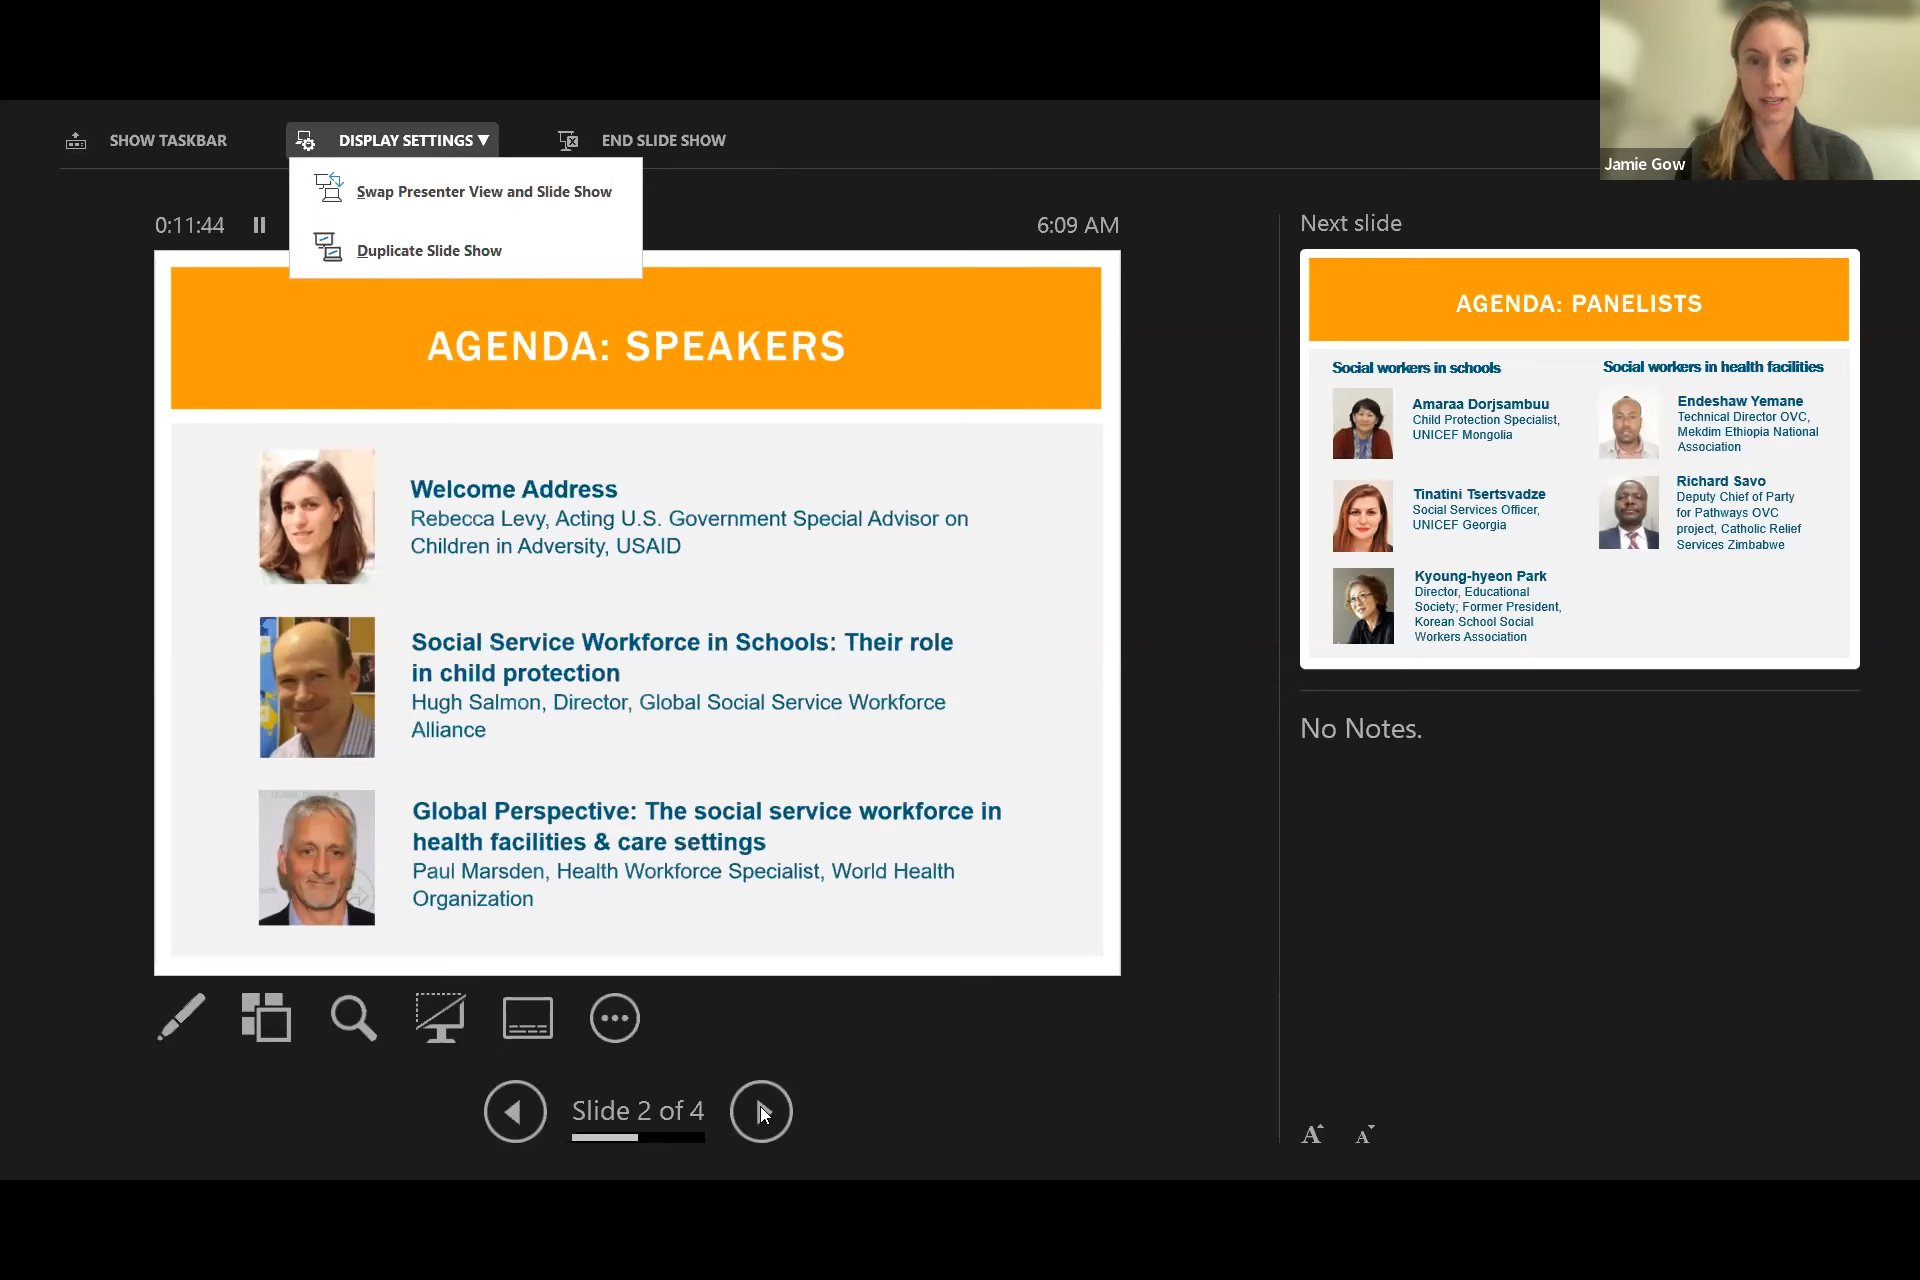 Jamie Gow
SHOW TASKBAR
DISPLAY SETTINGS ▼
END SLIDE SHOW
Swap Presenter View and Slide Show
Duplicate Slide Show
0:11:44
6:09 AM
AGENDA: SPEAKERS
Welcome Address
Rebecca Levy, Acting U.S. Government Special Advisor on
Children in Adversity, USAID
Social Service Workforce in Schools: Their role
in child protection
Hugh Salmon, Director, Global Social Service Workforce
Alliance
Global Perspective: The social service workforce in
health facilities & care settings
Paul Marsden, Health Workforce Specialist, World Health
Organization
Slide 2 of 4
Next slide
AGENDA: PANELISTS
Social workers in schools
Amaraa Dorjsambuu
Child Protection Specialist,
UNICEF Mongolia
Tinatini Tsertsvadze
Social Services Officer,
UNICEF Georgia
Kyoung-hyeon Park
Director, Educational
Society; Former President,
Korean School Social
Workers Association
Social workers in health facilities
Endeshaw Yemane
Technical Director OVC,
Mekdim Ethiopia National
Association
Richard Savo
Deputy Chief of Party
for Pathways OVC
project, Catholic Relief
Services Zimbabwe
No Notes.
A A